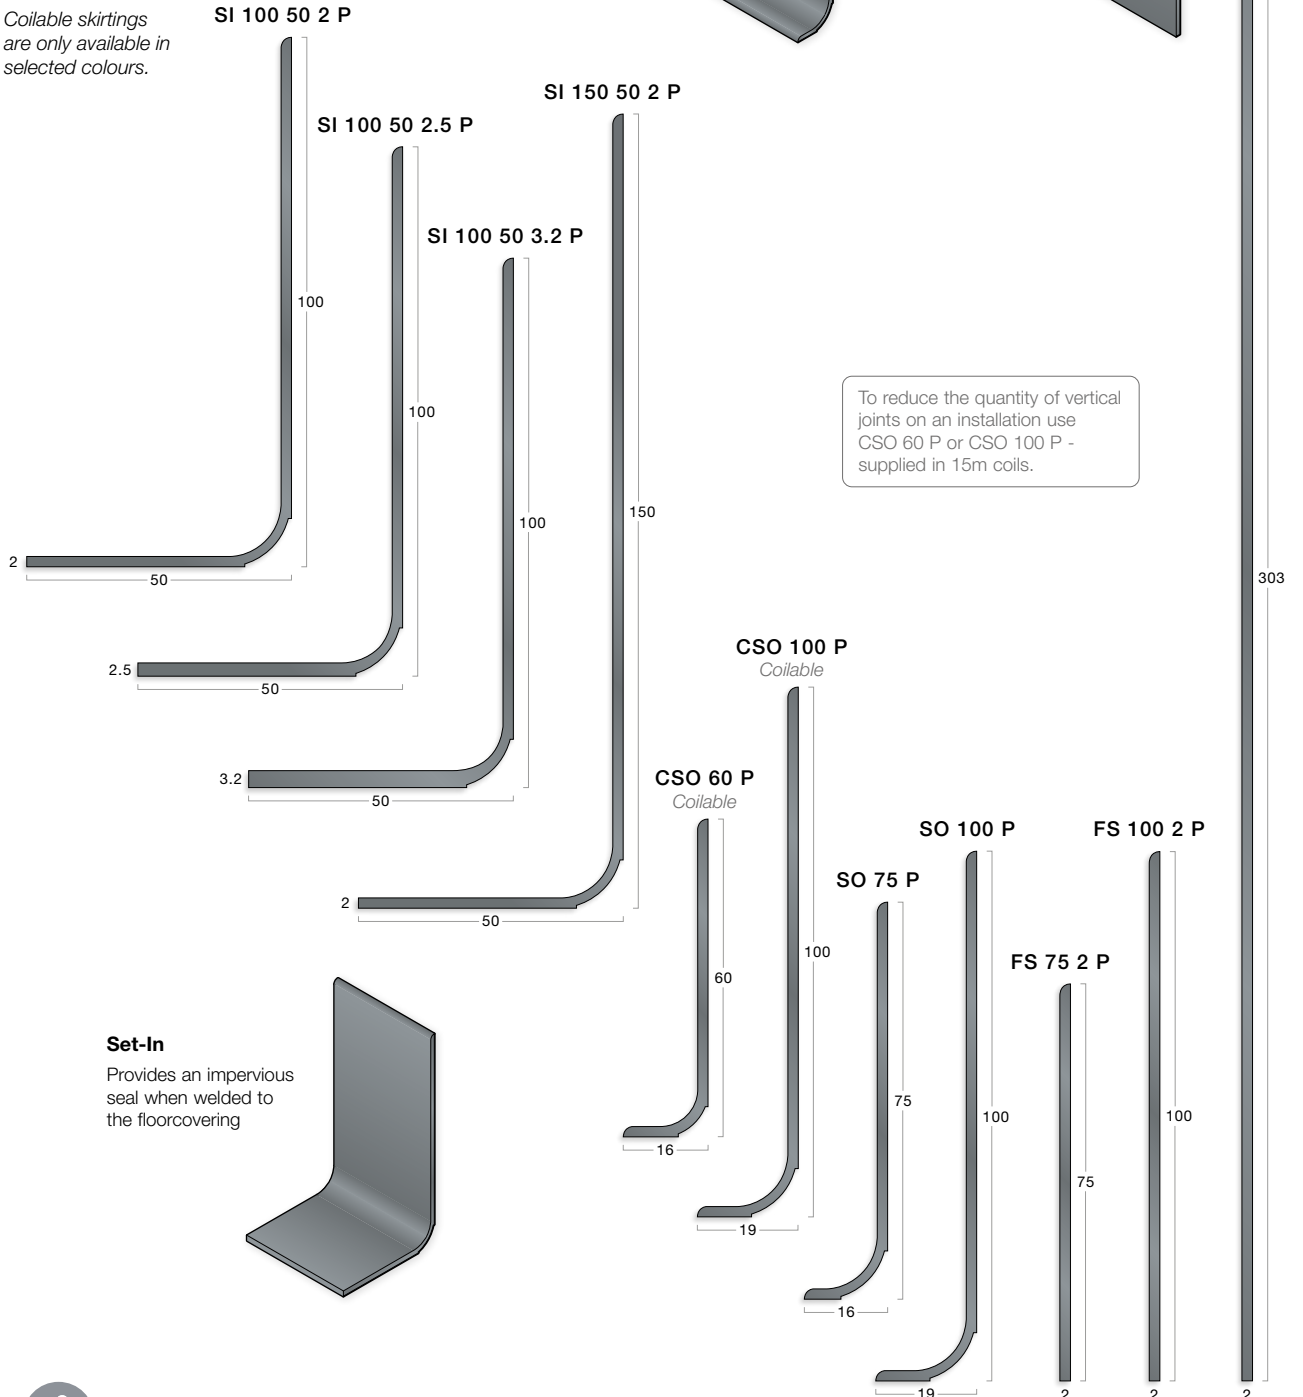 Coilable skirtings
are only available in
selected colours.
SI 100 50 2 P
100
2
50
SI 100 50 2.5 P
100
2.5
50
SI 100 50 3.2 P
100
3.2
50
SI 150 50 2 P
150
2
50
To reduce the quantity of vertical
joints on an installation use
CSO 60 P or CSO 100 P -
supplied in 15m coils.
303
2
CSO 100 P
Coilable
100
19
CSO 60 P
Coilable
60
16
SO 75 P
75
16
SO 100 P
100
19
FS 75 2 P
75
2
FS 100 2 P
100
2
Set-In
Provides an impervious
seal when welded to
the floorcovering